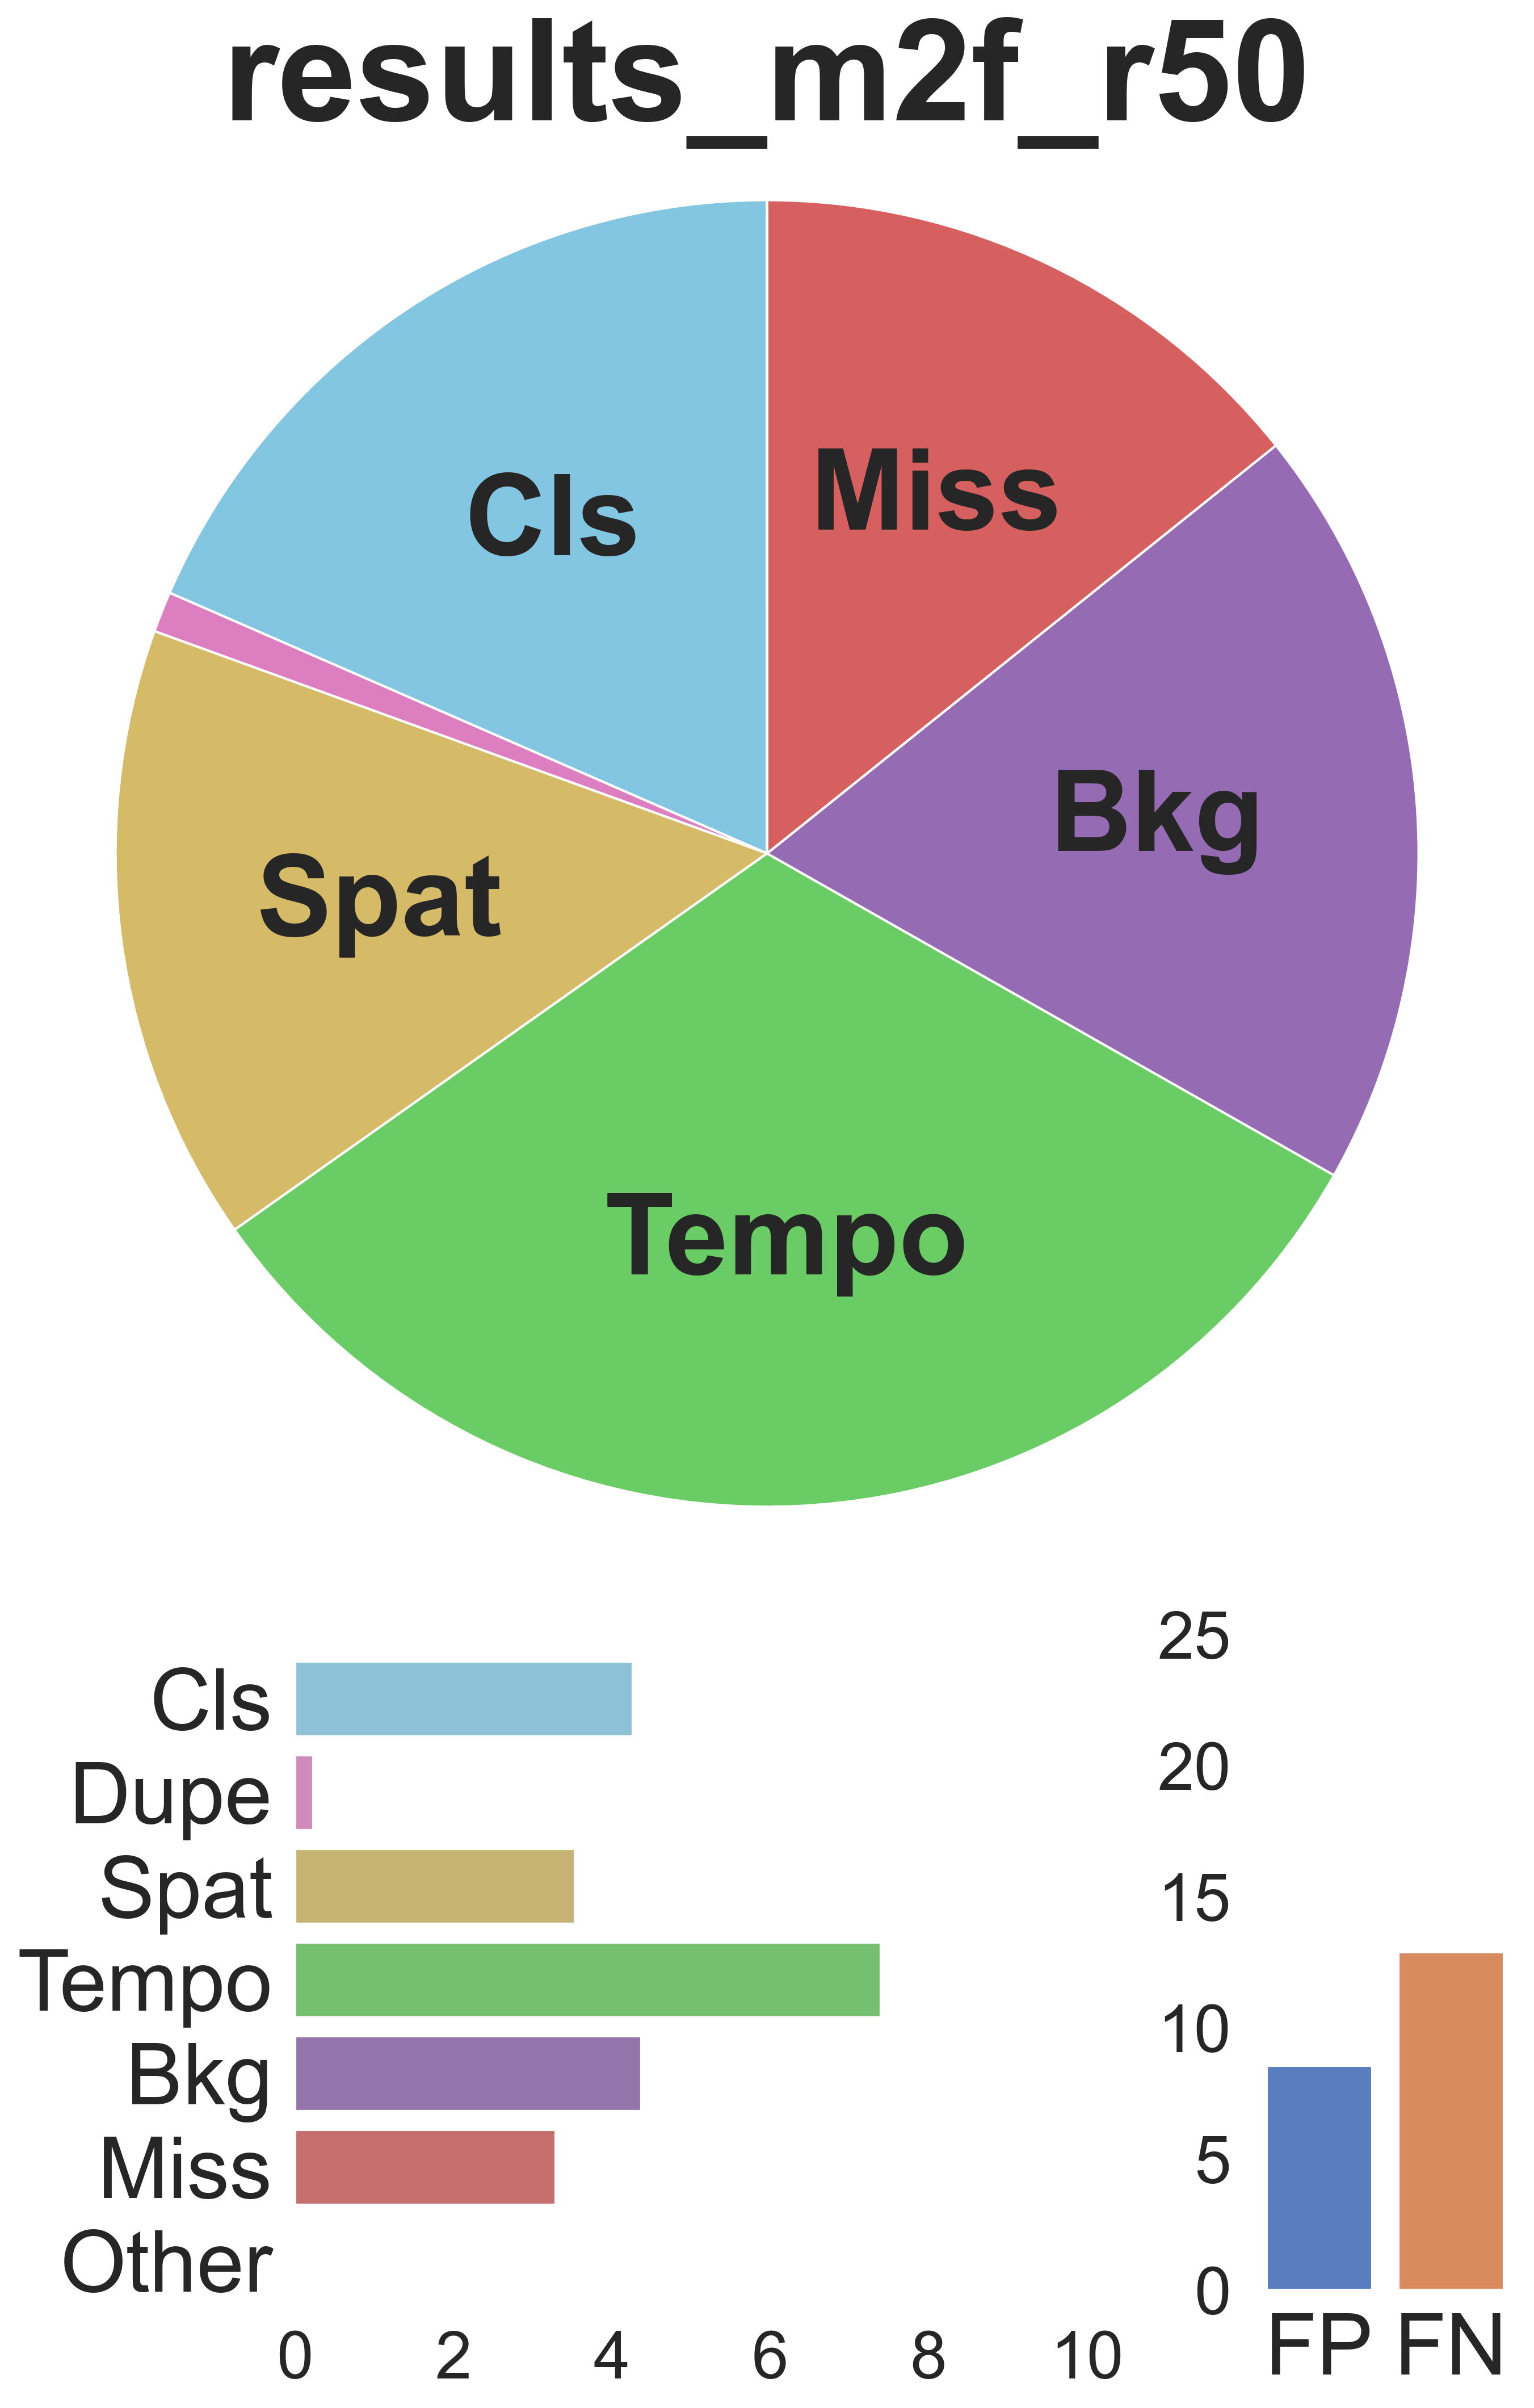 results_m2f_r50
Cls
Miss
Bkg
Spat
Tempo
Cls
Dupe
Spat
Tempo
Bkg
Miss
Other
0 2 4 6 8 10
25
20
15
10
5
0
FP FN